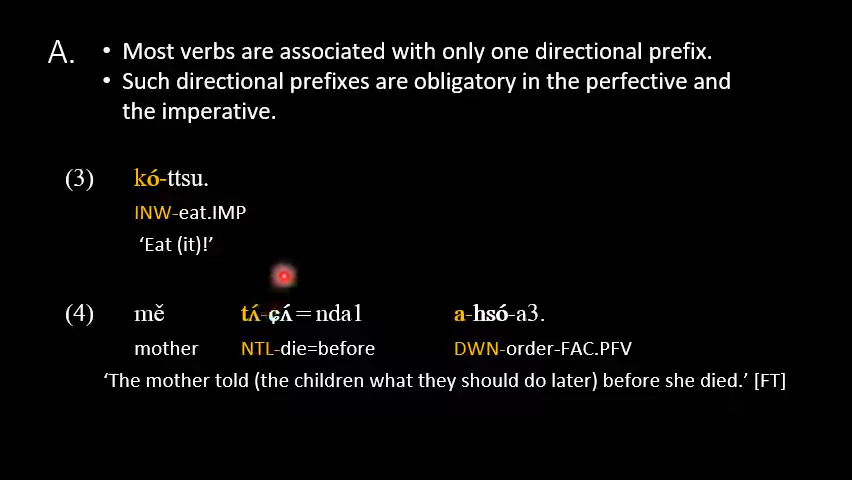 A.
• Most verbs are associated with only one directional prefix.
• Such directional prefixes are obligatory in the perfective and
the imperative.
(3) kó-ttsu.
INW-eat.IMP
‘Eat (it)!’
(4) mě tʌ́-ɕʌ́=nda1 a-hsó-a3.
mother NTL-die=before DWN-order-FAC.PFV
‘The mother told (the children what they should do later) before she died.’ [FT]